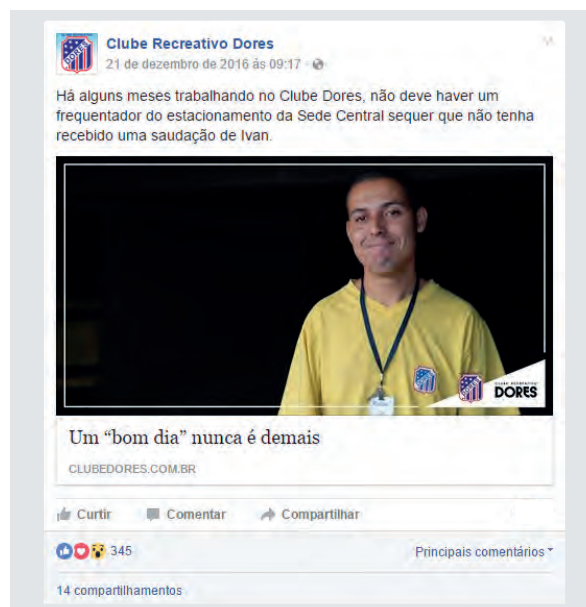 Clube Recreativo Dores
21 de dezembro de 2016 às 09:17
Há alguns meses trabalhando no Clube Dores, não deve haver um
frequentador do estacionamento da Sede Central sequer que não tenha
recebido uma saudação de Ivan.
CLUBE RECREATIVO
DORES
Um “bom dia” nunca é demais
CLUBEDORES.COM.BR
Curtir Comentar Compartilhar
345 Principais comentários
14 compartilhamentos